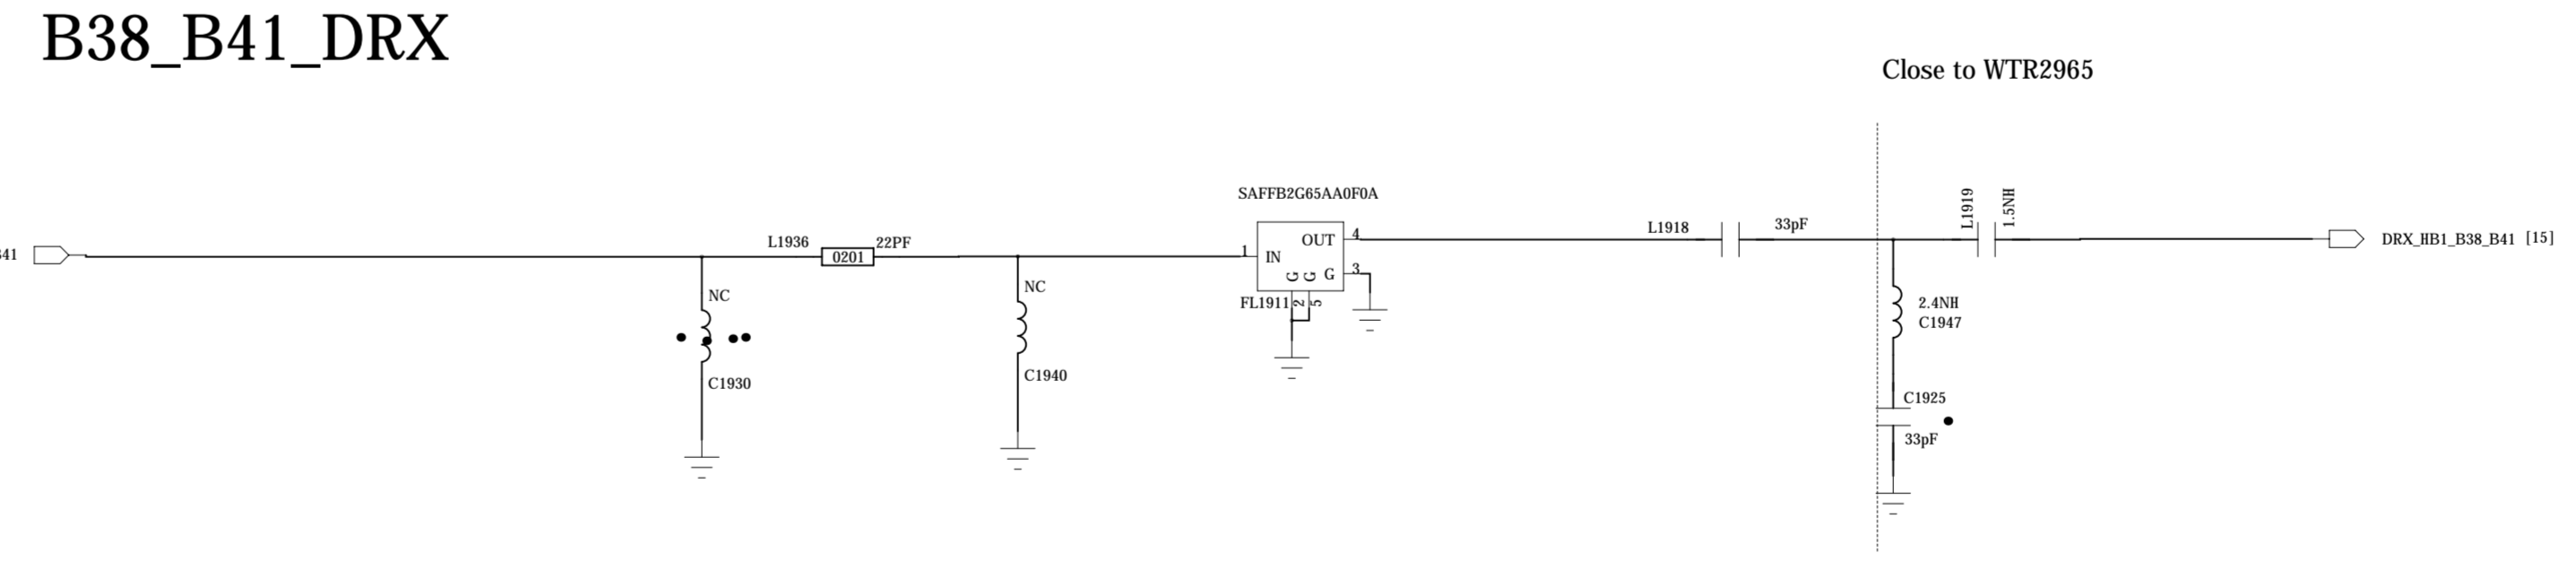 B38_B41_DRX
Close to WTR2965
SAFFB2G65AA0F0A
L1936
22PF
0201
NC
C1930
NC
C1940
1
IN
OUT
4
G
G
G
3
FL1911
2
5
L1918
33pF
L1919
1.5NH
DRX_HB1_B38_B41 [15]
2.4NH
C1947
C1925
33pF